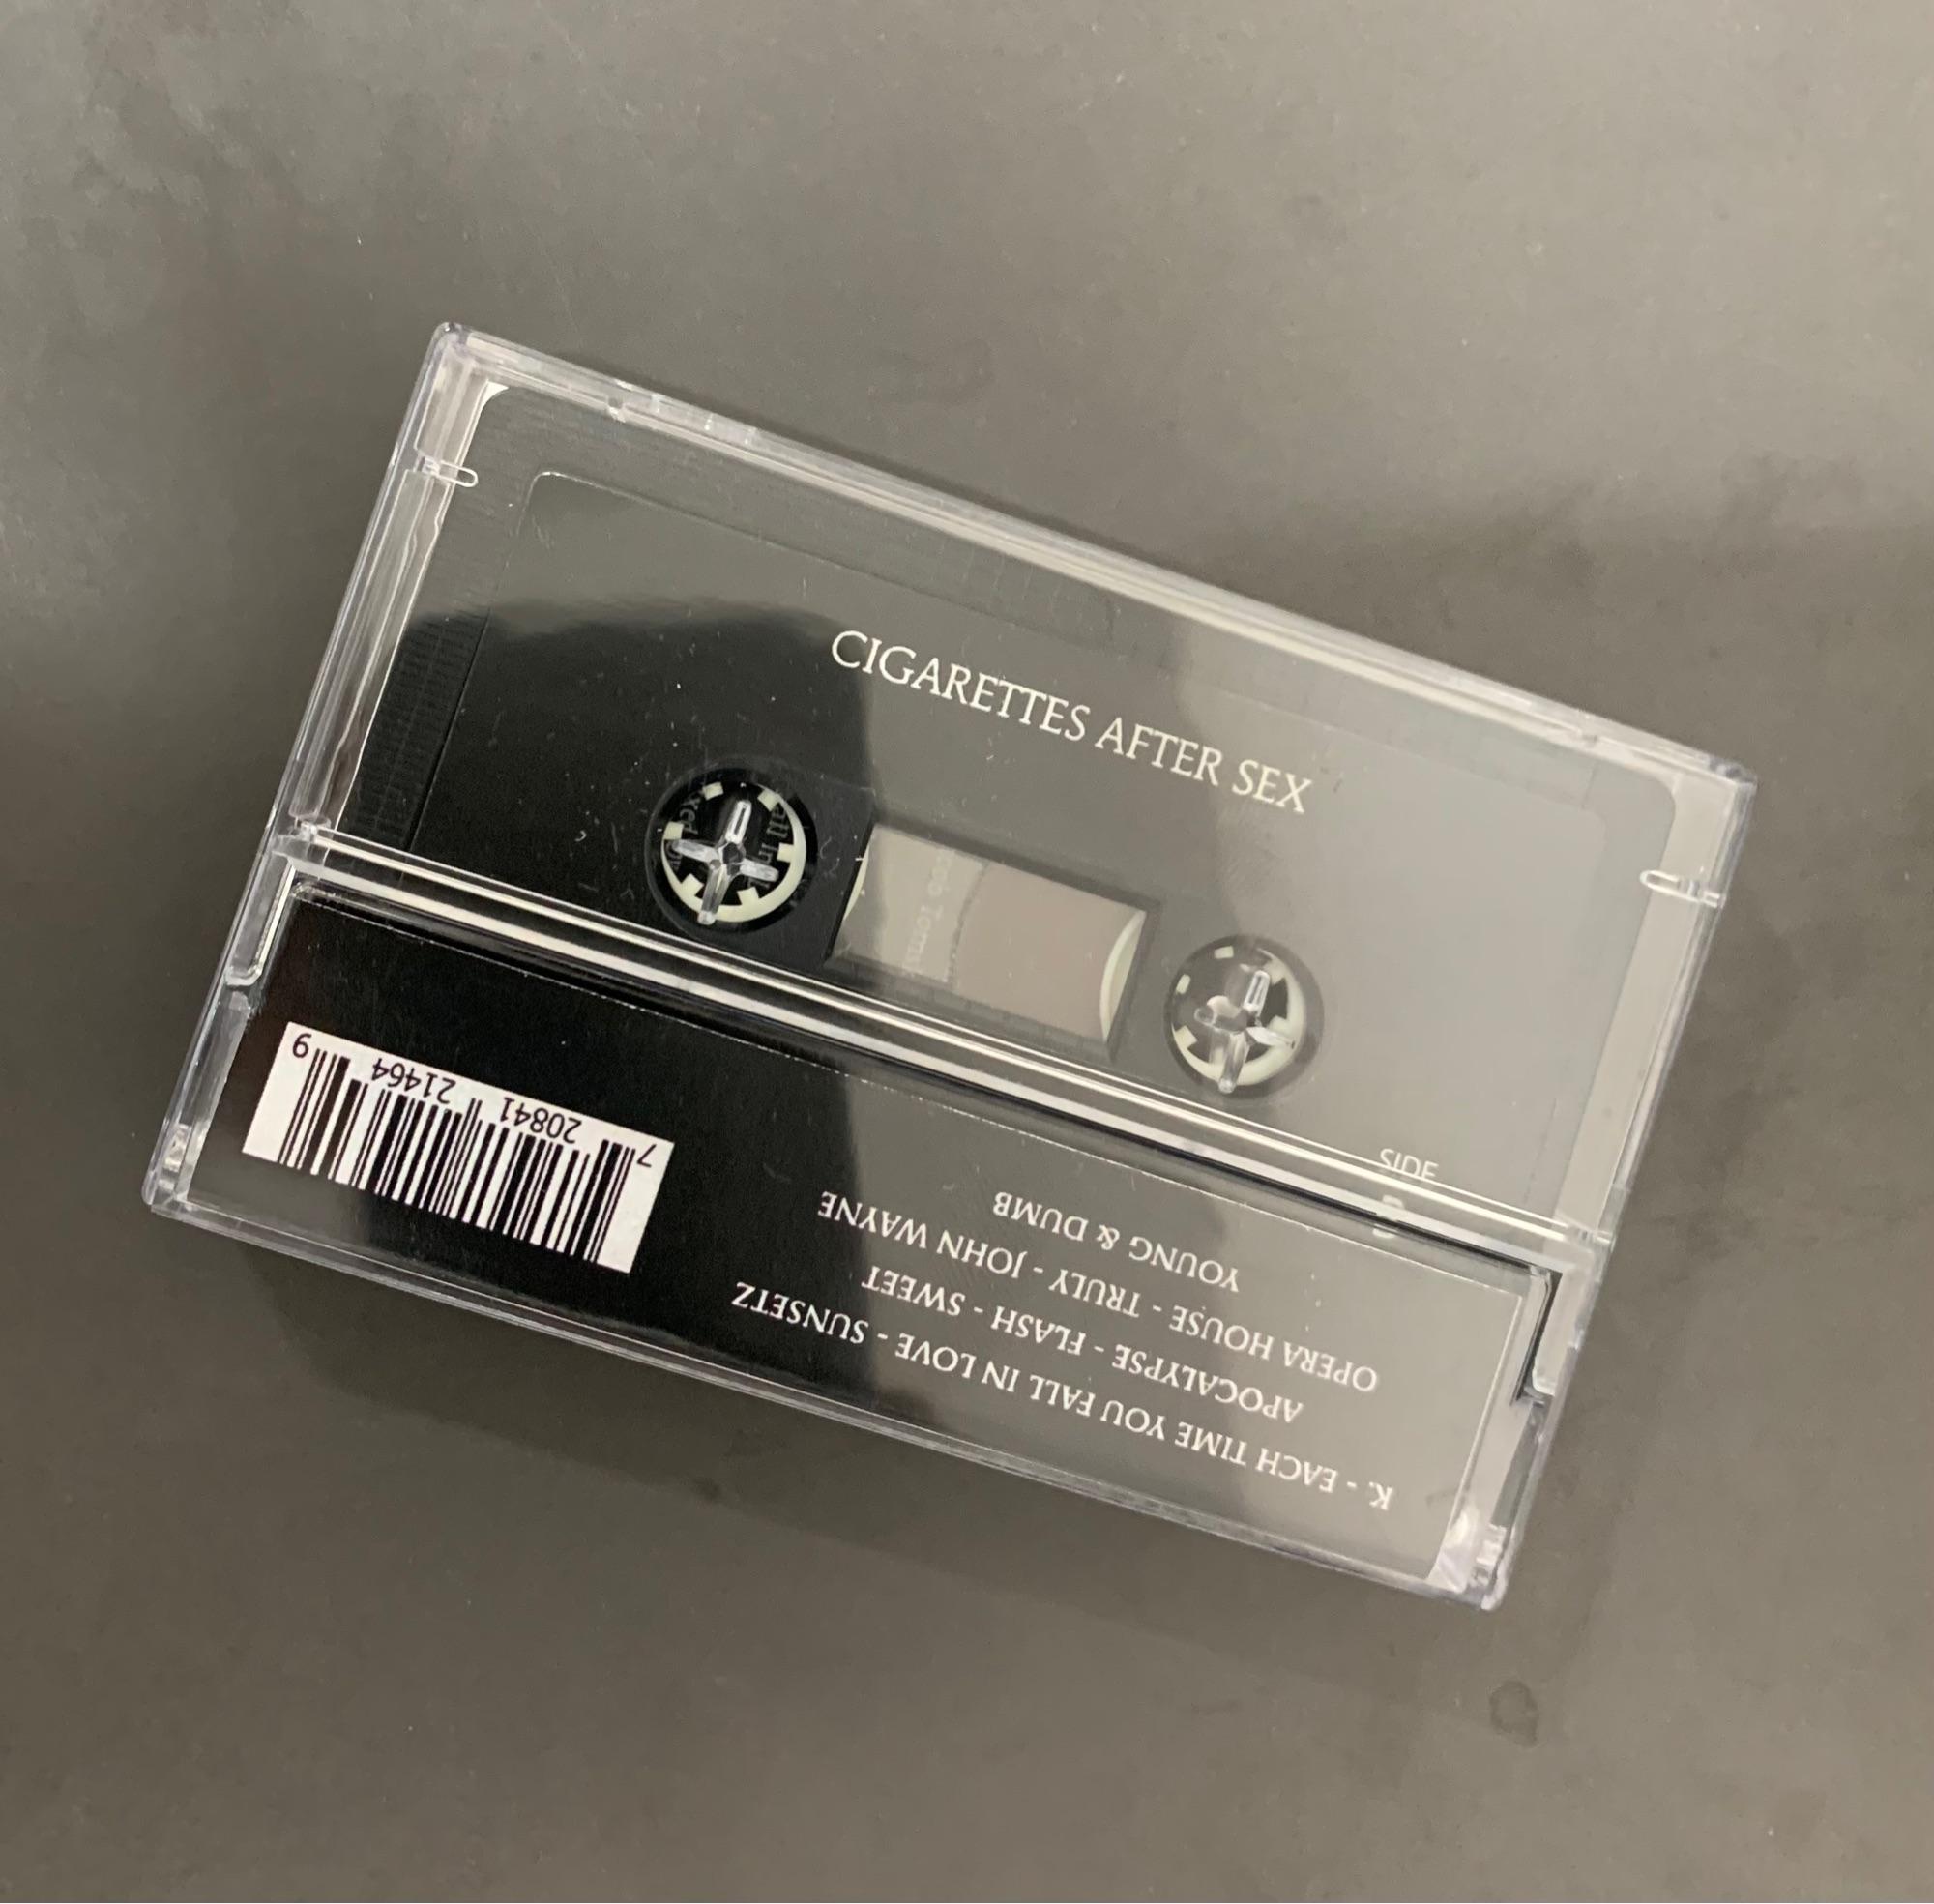 CIGARETTES AFTER SEX
SIDE
K. - EACH TIME YOU FALL IN LOVE - SUNSETZ
APOCALYPSE - FLASH - SWEET
OPERA HOUSE - TRULY - JOHN WAYNE
YOUNG & DUMB
7 20841 21464 9